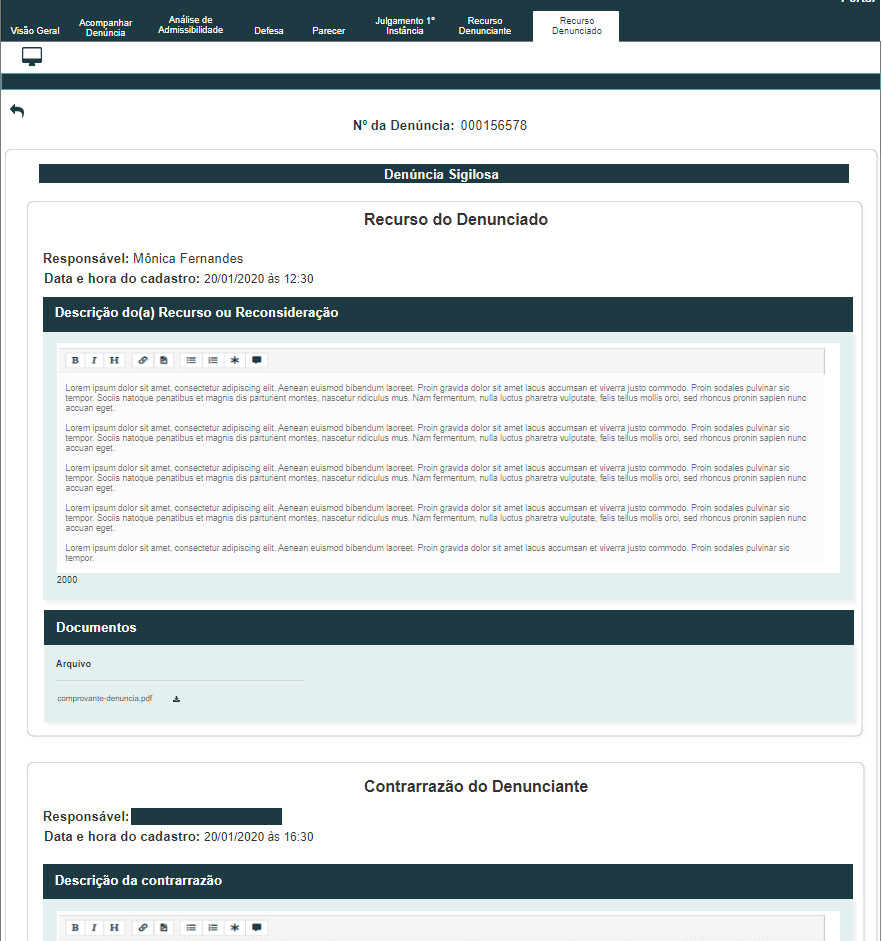 Visão Geral
Acompanhar Denúncia
Análise de Admissibilidade
Defesa
Parecer
Julgamento 1º Instância
Recurso Denunciante
Recurso Denunciado
Nº da Denúncia: 000156578
Denúncia Sigilosa
Recurso do Denunciado
Responsável: Mônica Fernandes
Data e hora do cadastro: 20/01/2020 às 12:30
Descrição do(a) Recurso ou Reconsideração
B I H
Lorem ipsum dolor sit amet, consectetur adipiscing elit. Aenean euismod bibendum laoreet. Proin gravida dolor sit amet lacus accumsan et viverra justo commodo. Proin sodales pulvinar sic
tempor. Sociis natoque penatibus et magnis dis parturient montes, nascetur ridiculus mus. Nam fermentum, nulla luctus pharetra vulputate, felis tellus mollis orci, sed rhoncus pronin sapien nunc
accuan eget.
Lorem ipsum dolor sit amet, consectetur adipiscing elit. Aenean euismod bibendum laoreet. Proin gravida dolor sit amet lacus accumsan et viverra justo commodo. Proin sodales pulvinar sic
tempor. Sociis natoque penatibus et magnis dis parturient montes, nascetur ridiculus mus. Nam fermentum, nulla luctus pharetra vulputate, felis tellus mollis orci, sed rhoncus pronin sapien nunc
accuan eget.
Lorem ipsum dolor sit amet, consectetur adipiscing elit. Aenean euismod bibendum laoreet. Proin gravida dolor sit amet lacus accumsan et viverra justo commodo. Proin sodales pulvinar sic
tempor. Sociis natoque penatibus et magnis dis parturient montes, nascetur ridiculus mus. Nam fermentum, nulla luctus pharetra vulputate, felis tellus mollis orci, sed rhoncus pronin sapien nunc
accuan eget.
Lorem ipsum dolor sit amet, consectetur adipiscing elit. Aenean euismod bibendum laoreet. Proin gravida dolor sit amet lacus accumsan et viverra justo commodo. Proin sodales pulvinar sic
tempor. Sociis natoque penatibus et magnis dis parturient montes, nascetur ridiculus mus. Nam fermentum, nulla luctus pharetra vulputate, felis tellus mollis orci, sed rhoncus pronin sapien nunc
accuan eget.
Lorem ipsum dolor sit amet, consectetur adipiscing elit. Aenean euismod bibendum laoreet. Proin gravida dolor sit amet lacus accumsan et viverra justo commodo. Proin sodales pulvinar sic
tempor.
2000
Documentos
Arquivo
comprovante-denuncia.pdf
Contrarrazão do Denunciante
Responsável:
Data e hora do cadastro: 20/01/2020 às 16:30
Descrição da contrarrazão
B I H